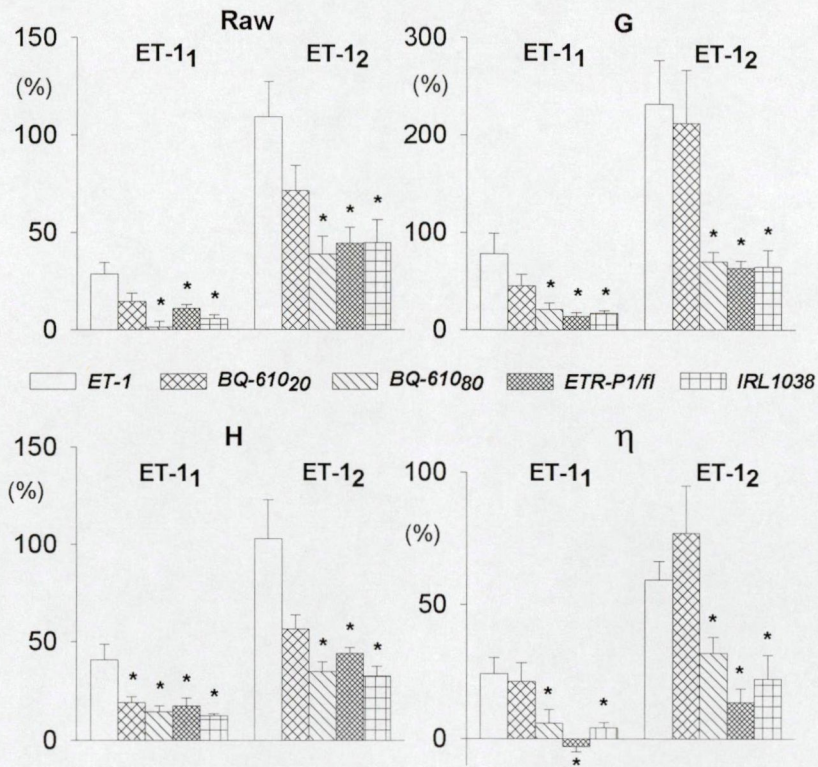 Raw
150
(%)
100
50
0
ET-1₁
ET-1₂
*
*
*
*
*
*
G
300
(%)
200
100
0
ET-1₁
ET-1₂
*
*
*
*
*
*
ET-1
BQ-610₂₀
BQ-610₈₀
ETR-P1/fl
IRL1038
H
150
(%)
100
50
0
ET-1₁
ET-1₂
*
*
*
*
*
*
*
η
100
(%)
50
0
ET-1₁
ET-1₂
*
*
*
*
*
*